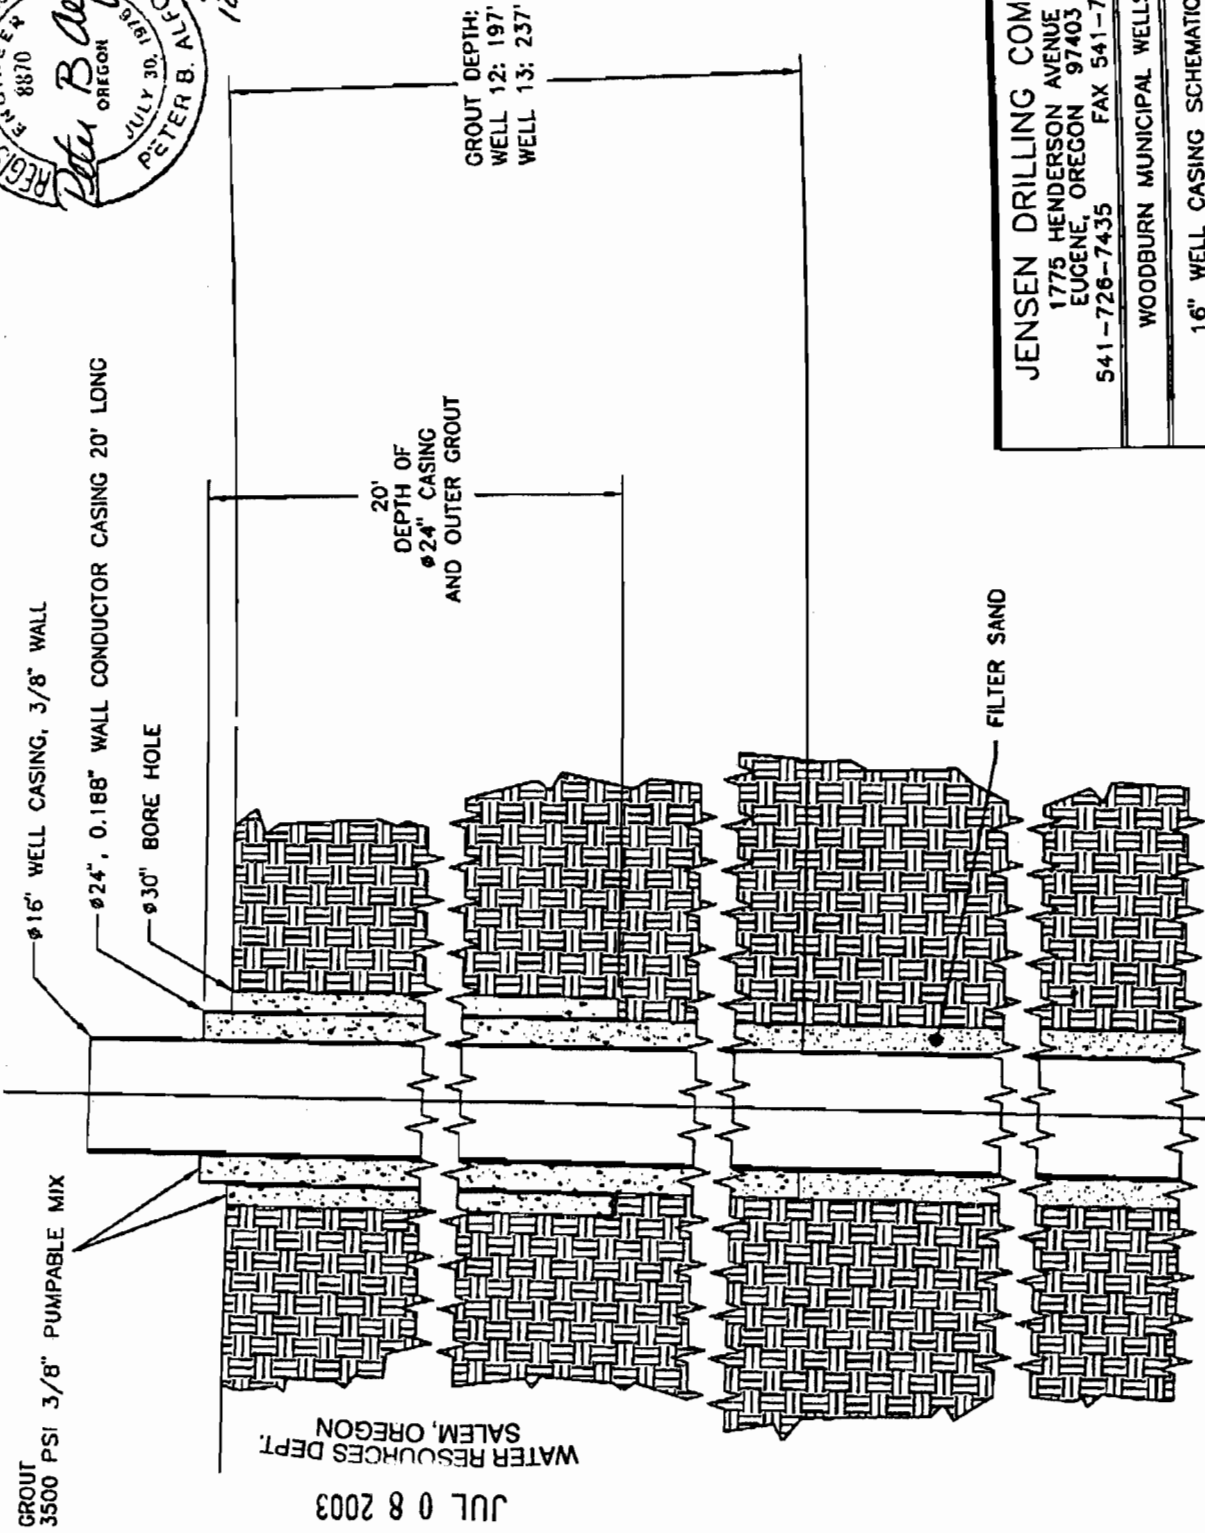 GROUT
3500 PSI 3/8" PUMPABLE MIX
ø16" WELL CASING, 3/8" WALL
ø24", 0.188" WALL CONDUCTOR CASING 20' LONG
ø30" BORE HOLE
20'
DEPTH OF
ø24" CASING
AND OUTER GROUT
GROUT DEPTH:
WELL 12: 197'
WELL 13: 237'
FILTER SAND
8870
Peter B
OREGON
JULY 30, 1976
PETER B.
WATER RESOURCES DEPT.
SALEM, OREGON
JUL 08 2003
JENSEN DRILLING COM
1775 HENDERSON AVENUE
EUGENE, OREGON 97403
541-726-7435 FAX 541-7
WOODBURN MUNICIPAL WELLS
16" WELL CASING SCHEMATIC